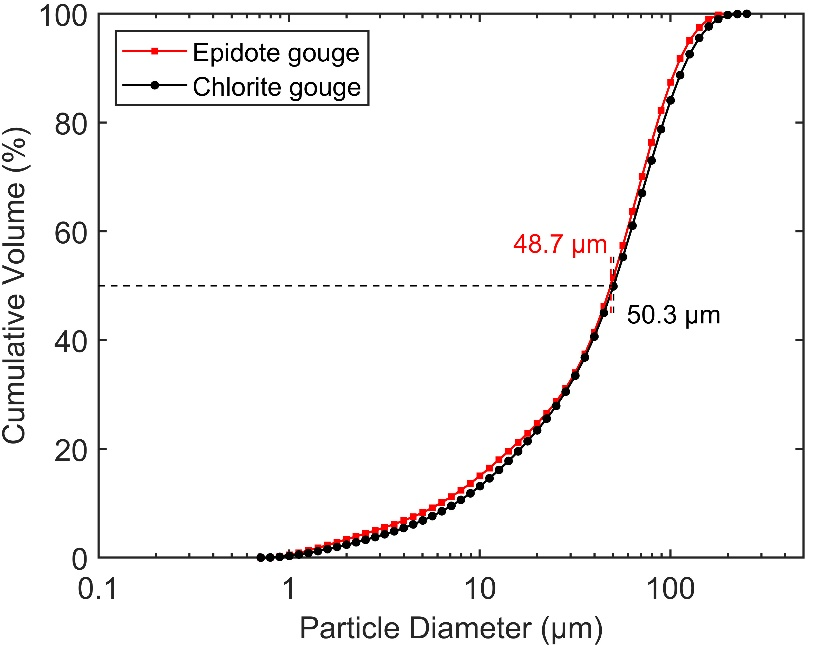 100
80
60
40
20
0
Cumulative Volume (%)
Epidote gouge
Chlorite gouge
48.7 µm
50.3 µm
0.1
1
10
100
Particle Diameter (µm)